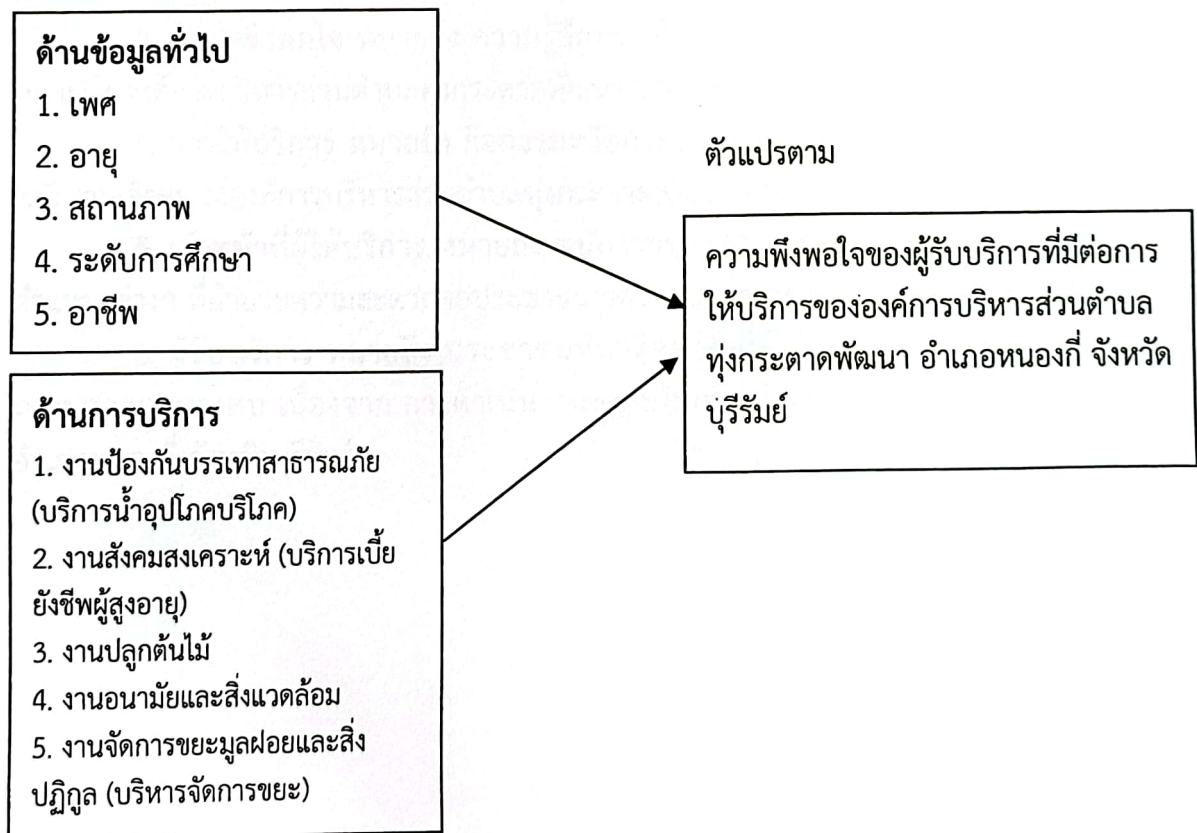 ด้านข้อมูลทั่วไป
1. เพศ
2. อายุ
3. สถานภาพ
4. ระดับการศึกษา
5. อาชีพ
ด้านการบริการ
1. งานป้องกันบรรเทาสาธารณภัย
(บริการน้ำอุปโภคบริโภค)
2. งานสังคมสงเคราะห์ (บริการเบี้ย
ยังชีพผู้สูงอายุ)
3. งานปลูกต้นไม้
4. งานอนามัยและสิ่งแวดล้อม
5. งานจัดการขยะมูลฝอยและสิ่ง
ปฏิกูล (บริหารจัดการขยะ)
ตัวแปรตาม
ความพึงพอใจของผู้รับบริการที่มีต่อการ
ให้บริการขององค์การบริหารส่วนตำบล
ทุ่งกระตาดพัฒนา อำเภอหนองกี่ จังหวัด
บุรีรัมย์